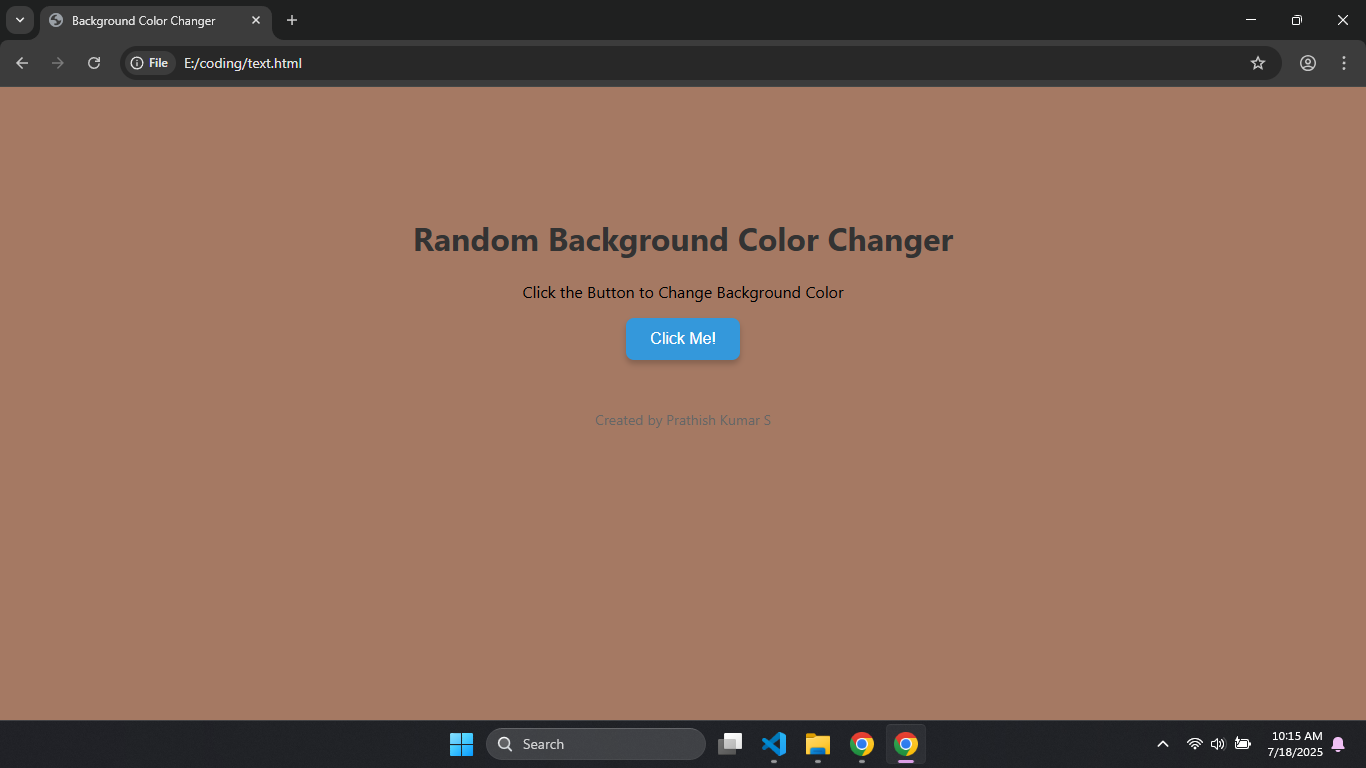 Background Color Changer
File
E:/coding/text.html
Random Background Color Changer
Click the Button to Change Background Color
Click Me!
Created by Prathish Kumar S
Search
10:15 AM
7/18/2025